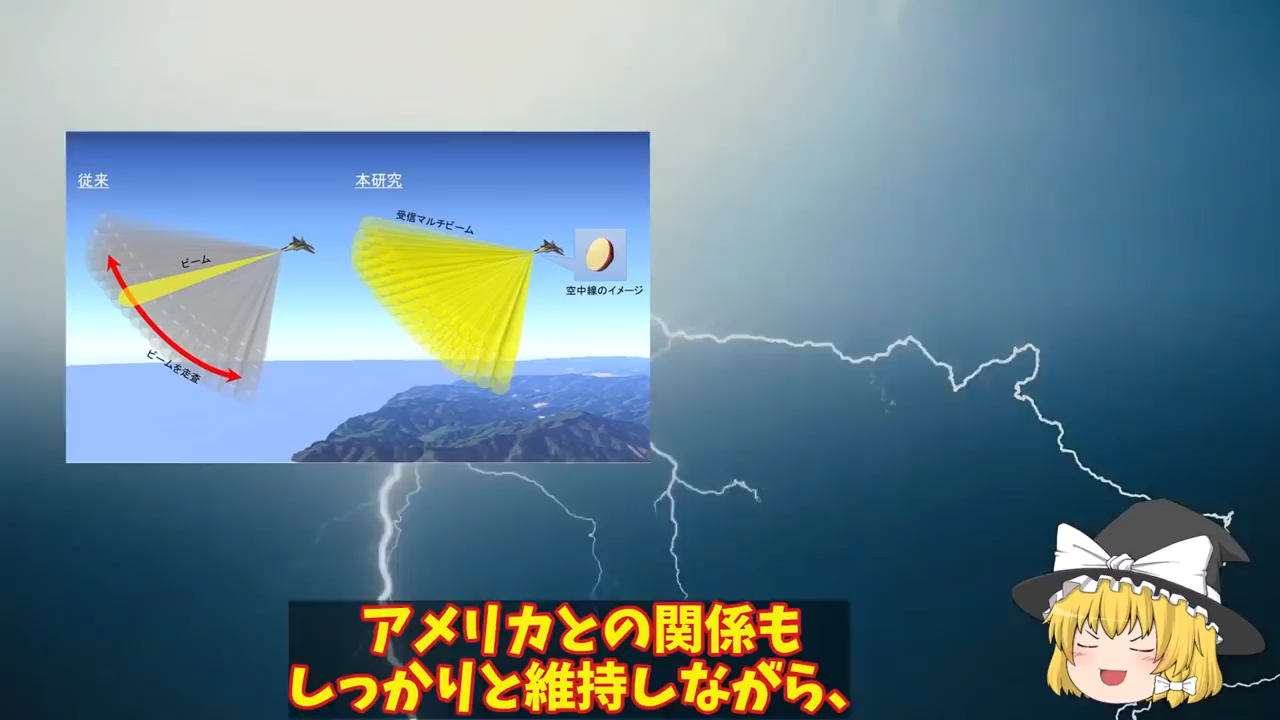 従来
本研究
受信マルチビーム
ビーム
空中線のイメージ
ビームを走査
アメリカとの関係も
しっかりと維持しながら、